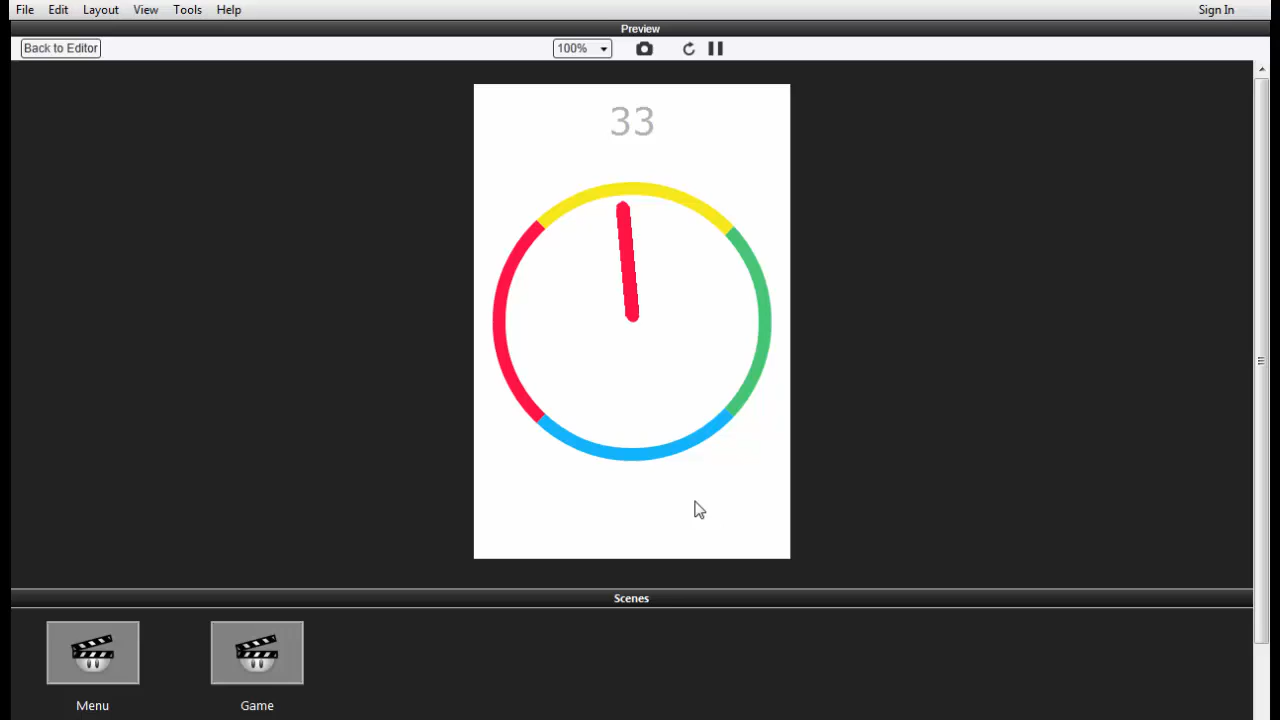 File Edit Layout View Tools Help Sign In
Preview
Back to Editor 100%
33
Scenes
Menu Game